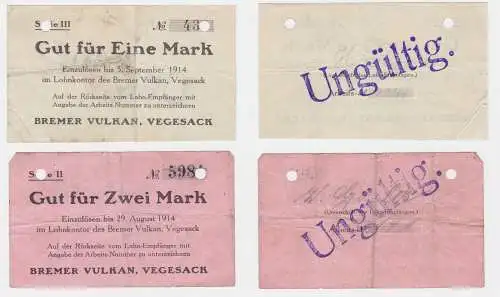 Serie III № 43
Gut für Eine Mark
Einzulösen bis 5. September 1914
im Lohnkontor des Bremer Vulkan, Vegesack
Auf der Rückseite vom Lohn-Empfänger mit
Angabe der Arbeits-Nummer zu unterzeichnen
BREMER VULKAN, VEGESACK
Ungültig.
Serie II № 598
Gut für Zwei Mark
Einzulösen bis 29. August 1914
im Lohnkontor des Bremer Vulkan, Vegesack
Auf der Rückseite vom Lohn-Empfänger mit
Angabe der Arbeits-Nummer zu unterzeichnen
BREMER VULKAN, VEGESACK
Ungültig.